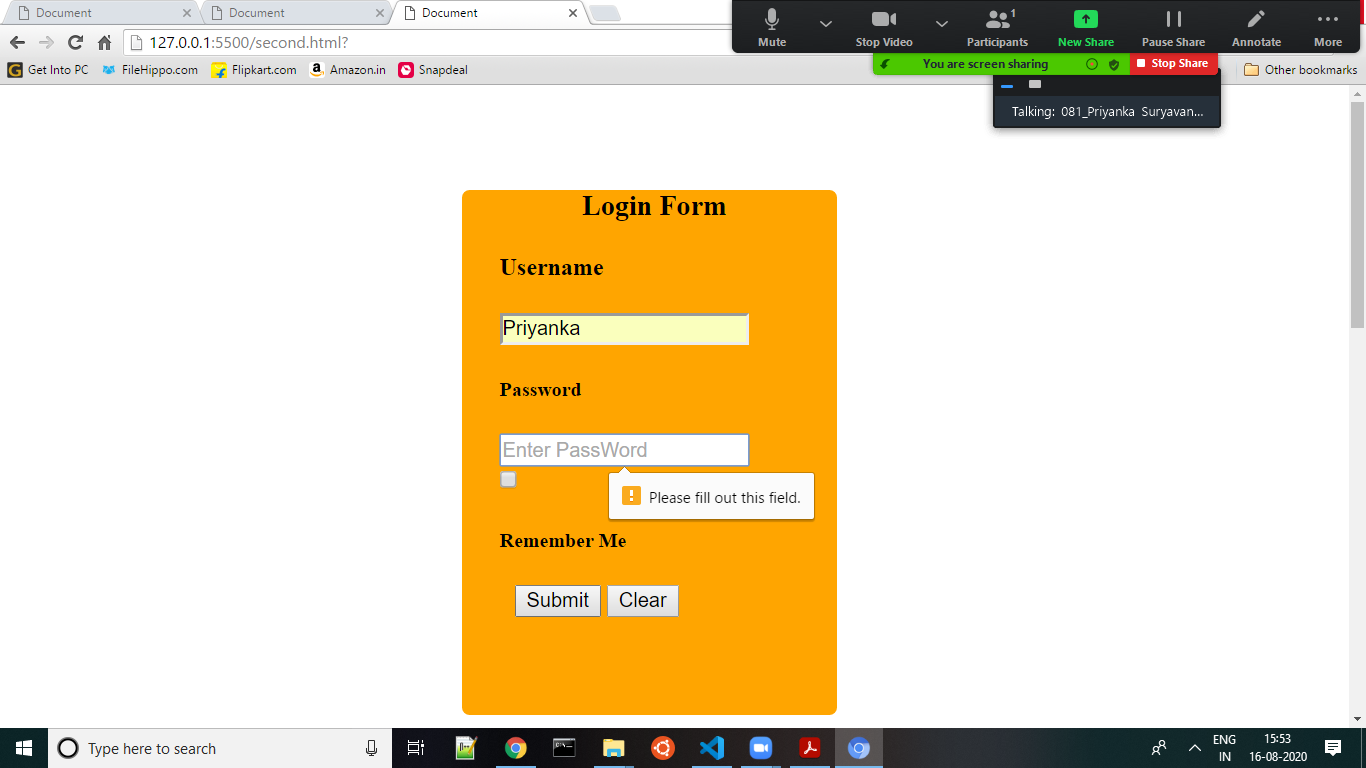 Document Document Document
127.0.0.1:5500/second.html?
Mute Stop Video Participants 1 New Share Pause Share Annotate More
Get Into PC FileHippo.com Flipkart.com Amazon.in Snapdeal Other bookmarks
You are screen sharing Stop Share
Talking: 081_Priyanka Suryavan...
Login Form
Username
Priyanka
Password
Enter PassWord
Please fill out this field.
Remember Me
Submit Clear
Type here to search
ENG
IN
15:53
16-08-2020